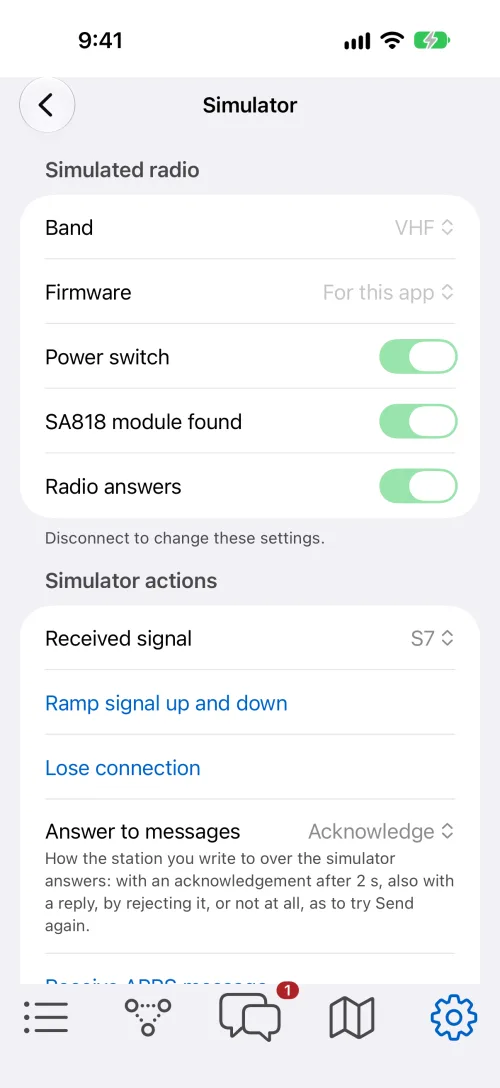 9:41
Simulator
Simulated radio
Band VHF
Firmware For this app
Power switch
SA818 module found
Radio answers
Disconnect to change these settings.
Simulator actions
Received signal S7
Ramp signal up and down
Lose connection
Answer to messages Acknowledge
How the station you write to over the simulator
answers: with an acknowledgement after 2 s, also with
a reply, by rejecting it, or not at all, as to try Send
again.
Receive APRS message
1